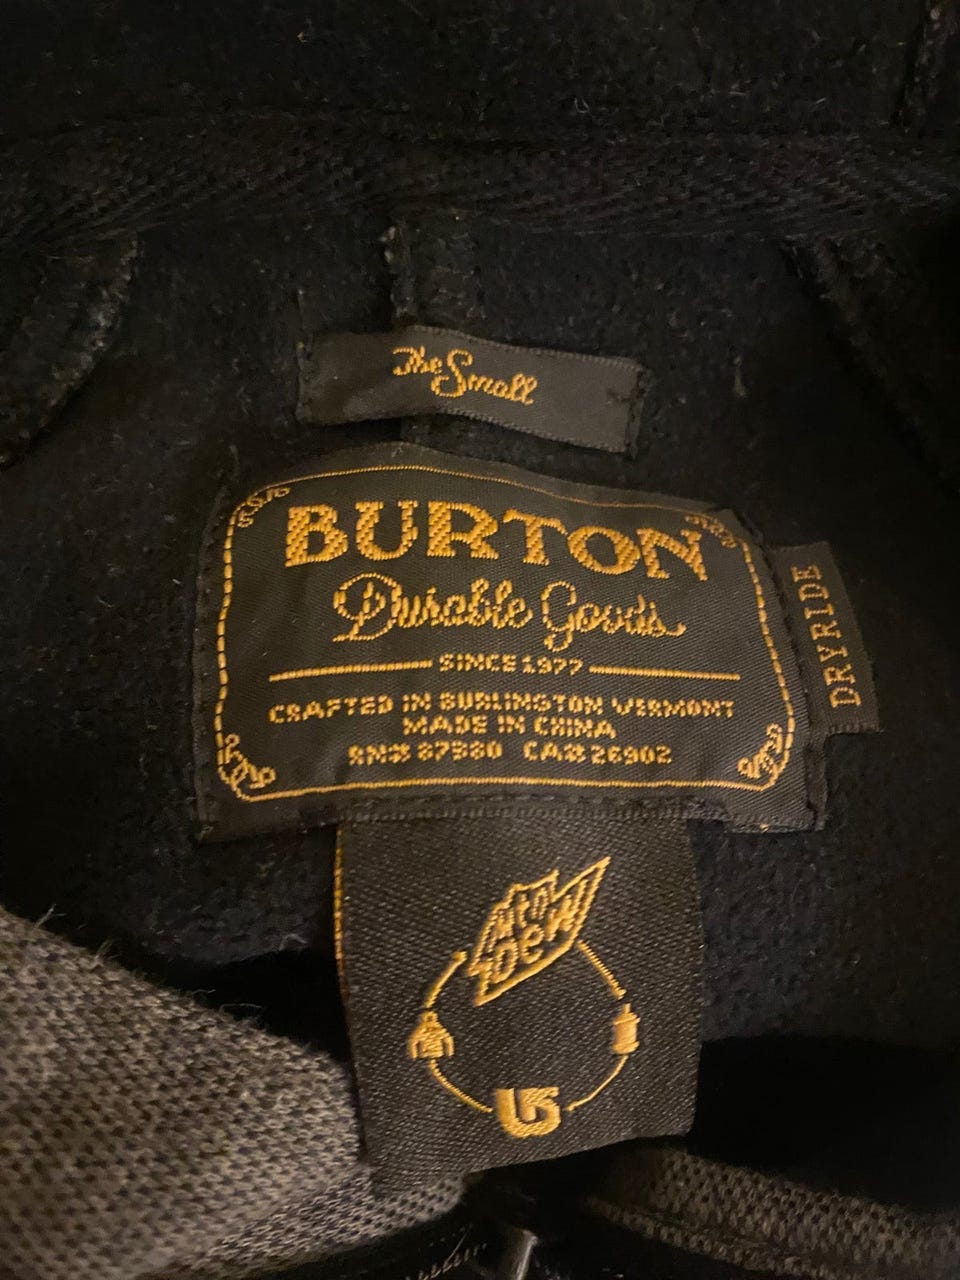 The Small
BURTON
Durable Goods
SINCE 1977
CRAFTED IN BURLINGTON VERMONT
MADE IN CHINA
RN# 87380 CA# 26902
DRYRIDE
MTN
DEW